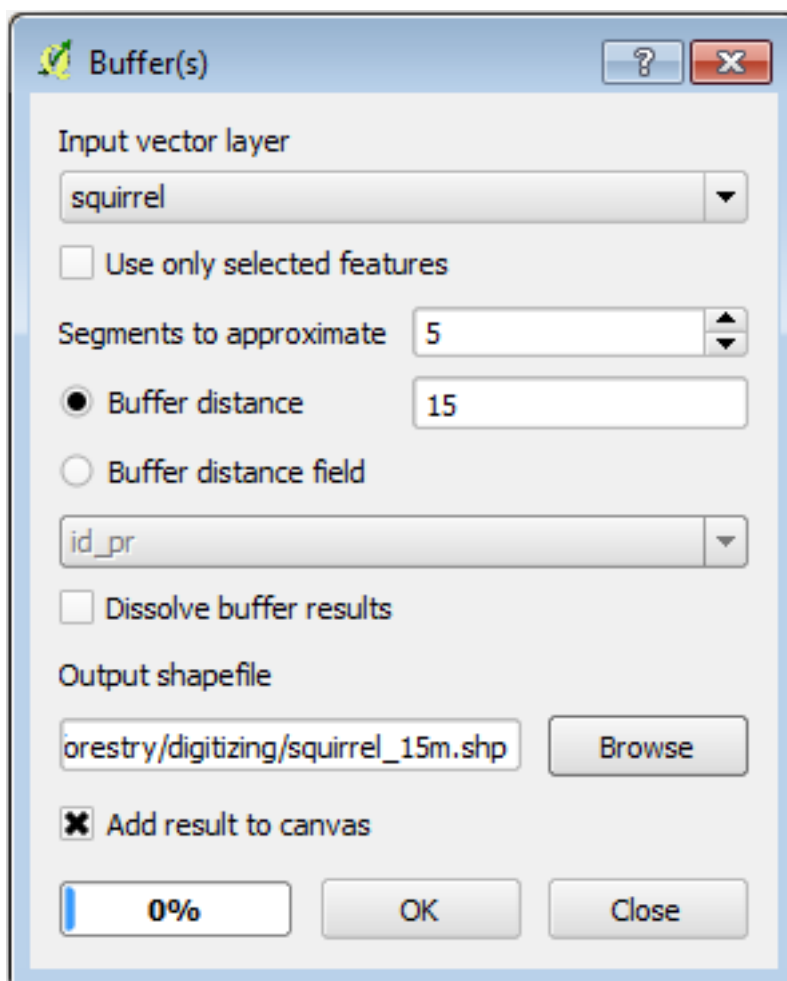 Buffer(s)
?
Input vector layer
squirrel
Use only selected features
Segments to approximate 5
Buffer distance 15
Buffer distance field
id_pr
Dissolve buffer results
Output shapefile
orestry/digitizing/squirrel_15m.shp Browse
Add result to canvas
0% OK Close